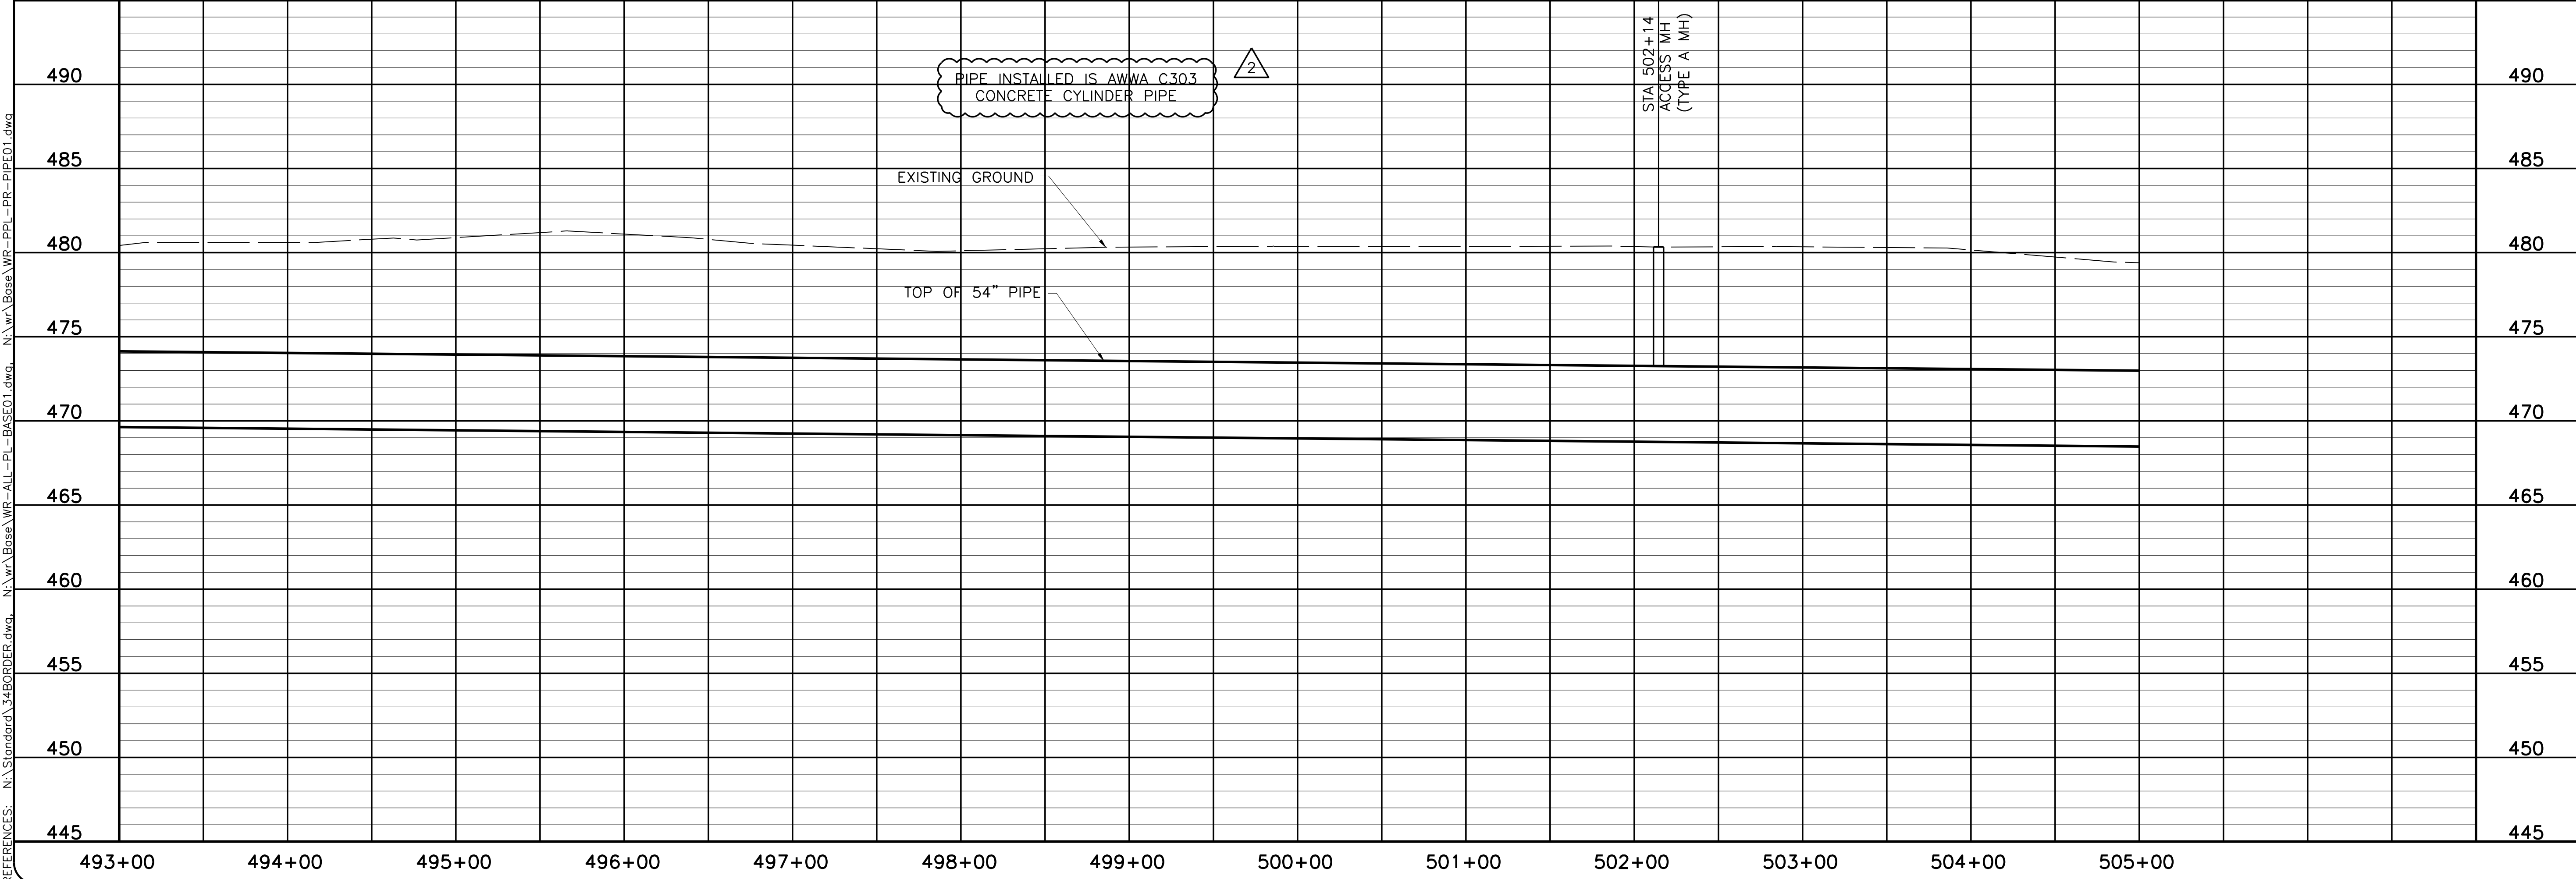 STA 502+14
ACCESS MH
(TYPE A MH)
PIPE INSTALLED IS AWWA C303
CONCRETE CYLINDER PIPE
2
490
490
485
485
EXISTING GROUND
480
480
TOP OF 54" PIPE
475
475
470
470
465
465
460
460
455
455
450
450
445
445
493+00 494+00 495+00 496+00 497+00 498+00 499+00 500+00 501+00 502+00 503+00 504+00 505+00
REFERENCES: N:\Standard\34BORDER.dwg, N:\wr\Base\WR-ALL-PL-BASE01.dwg, N:\wr\Base\WR-PPL-PR-PIPE01.dwg